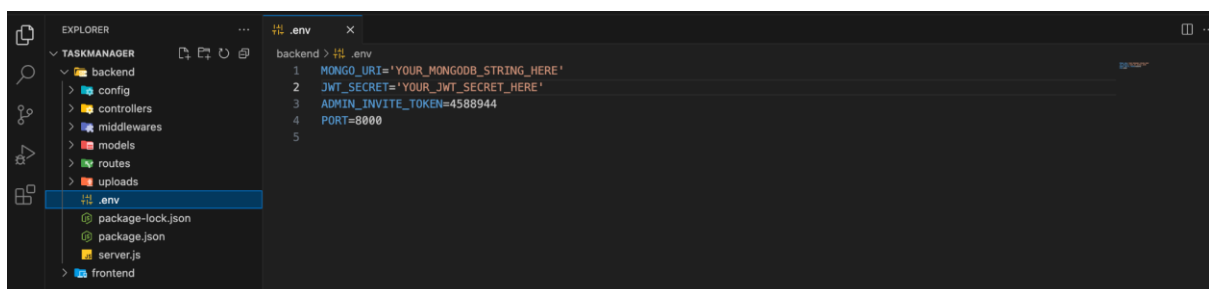 EXPLORER
TASKMANAGER
backend
config
controllers
middlewares
models
routes
uploads
.env
package-lock.json
package.json
server.js
frontend
.env
backend > .env
1 MONGO_URI='YOUR_MONGODB_STRING_HERE'
2 JWT_SECRET='YOUR_JWT_SECRET_HERE'
3 ADMIN_INVITE_TOKEN=4588944
4 PORT=8000
5